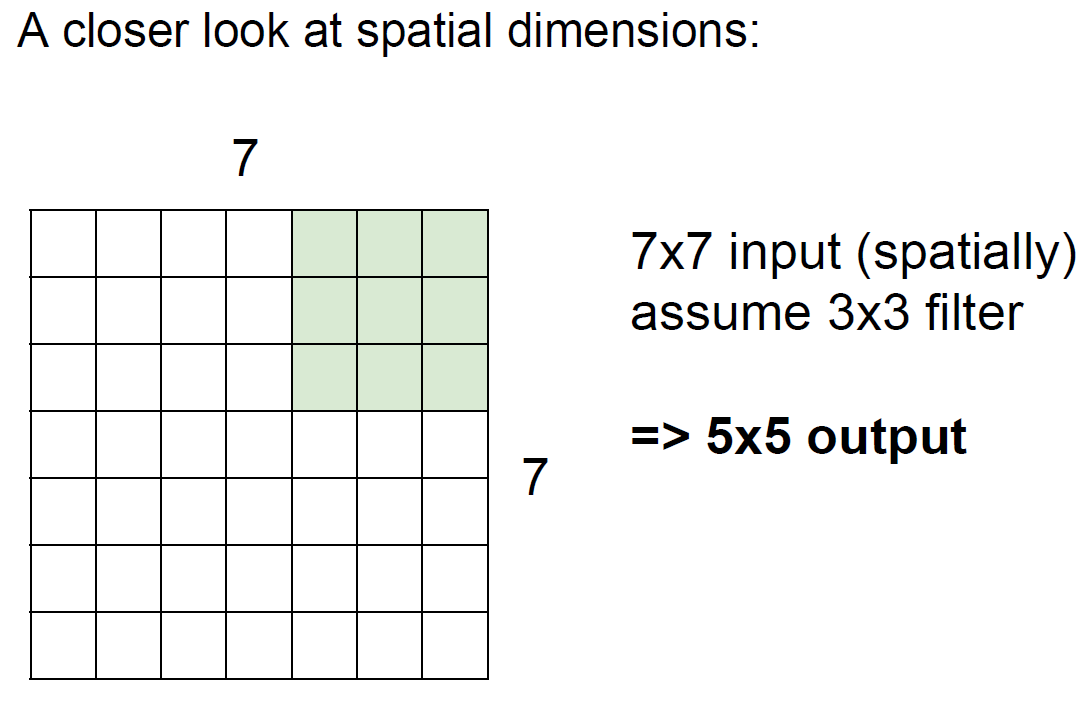 A closer look at spatial dimensions:
7
7x7 input (spatially)
assume 3x3 filter
=> 5x5 output
7